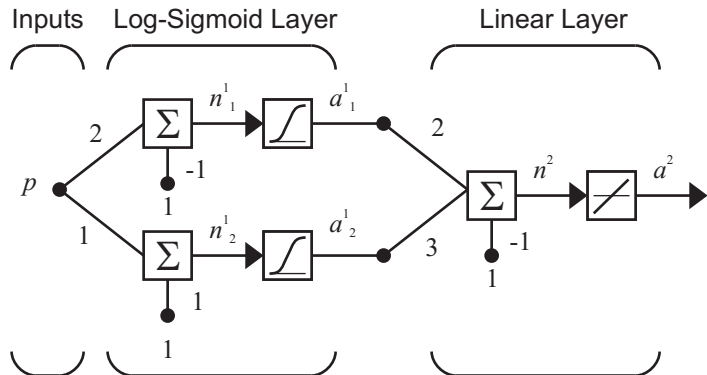 Inputs Log-Sigmoid Layer Linear Layer
n¹₁ a¹₁
2 Σ 2
-1 n² a²
p 1 Σ
1 n¹₂ a¹₂ 3 -1
Σ 1
1
1